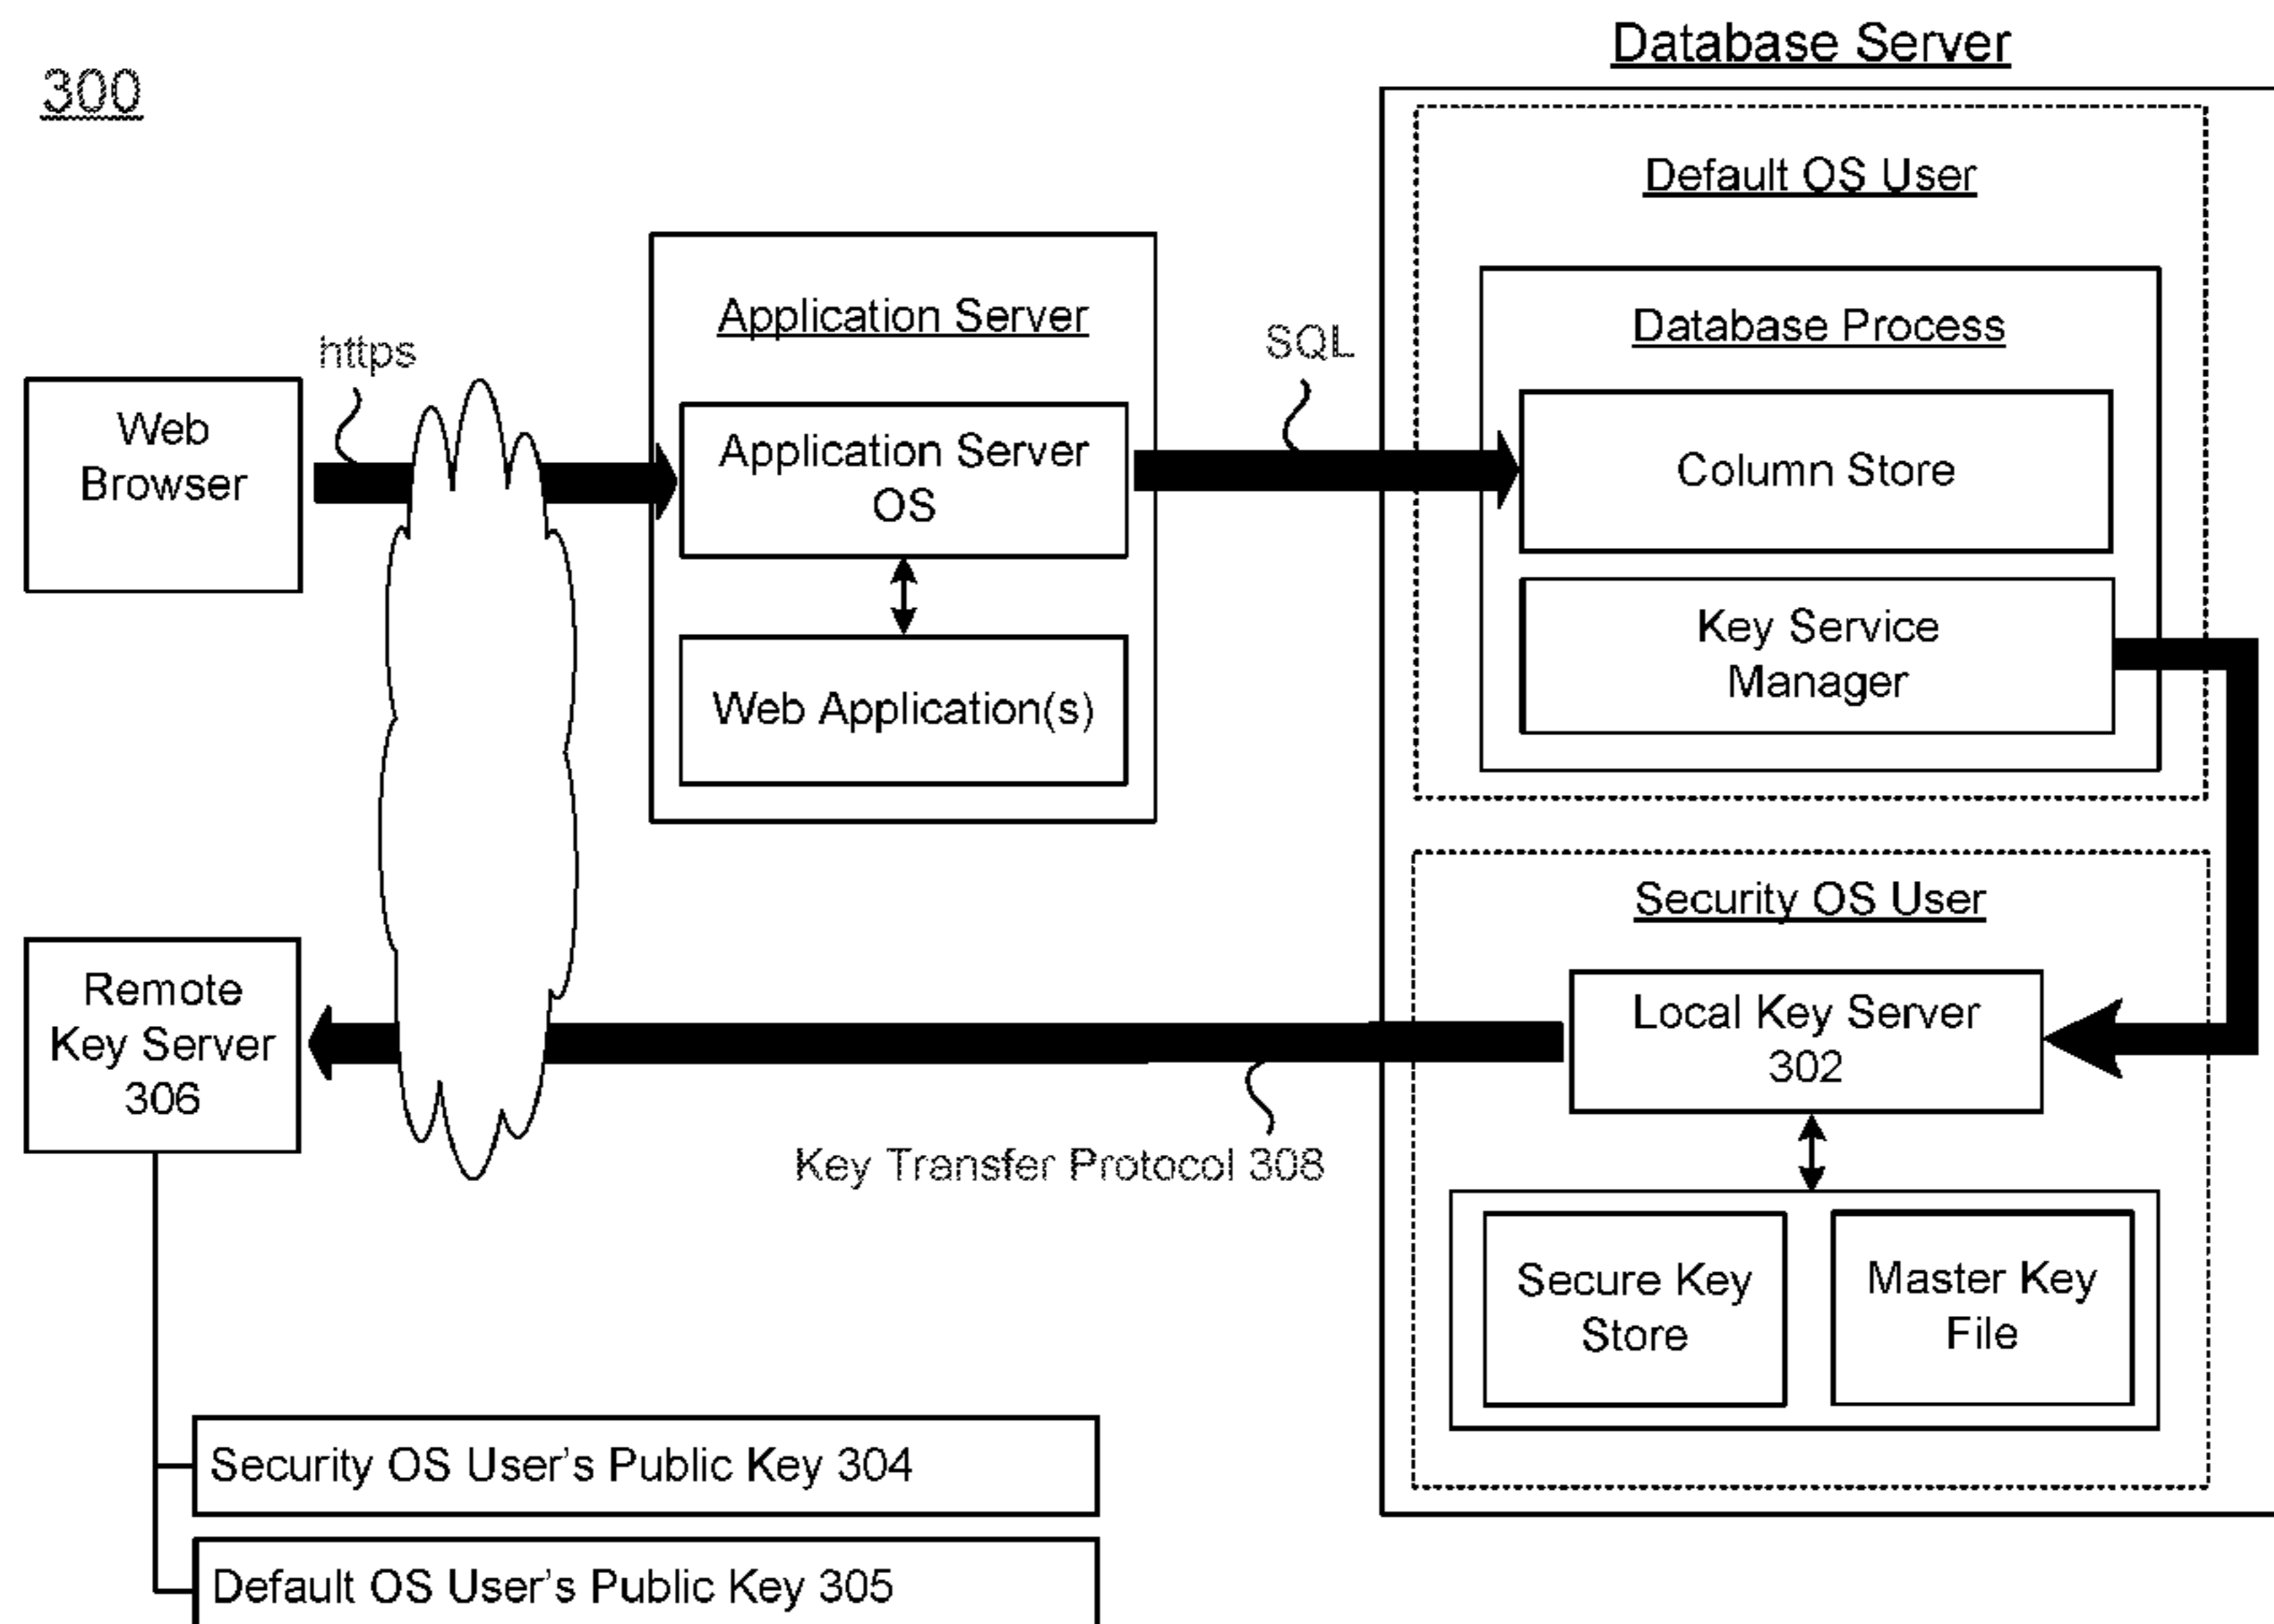 300
Database Server
Default OS User
Application Server
Database Process
https
SQL
Web
Browser
Application Server
OS
Column Store
Key Service
Manager
Web Application(s)
Security OS User
Remote
Key Server
306
Local Key Server
302
Key Transfer Protocol 308
Secure Key
Store
Master Key
File
Security OS User's Public Key 304
Default OS User's Public Key 305